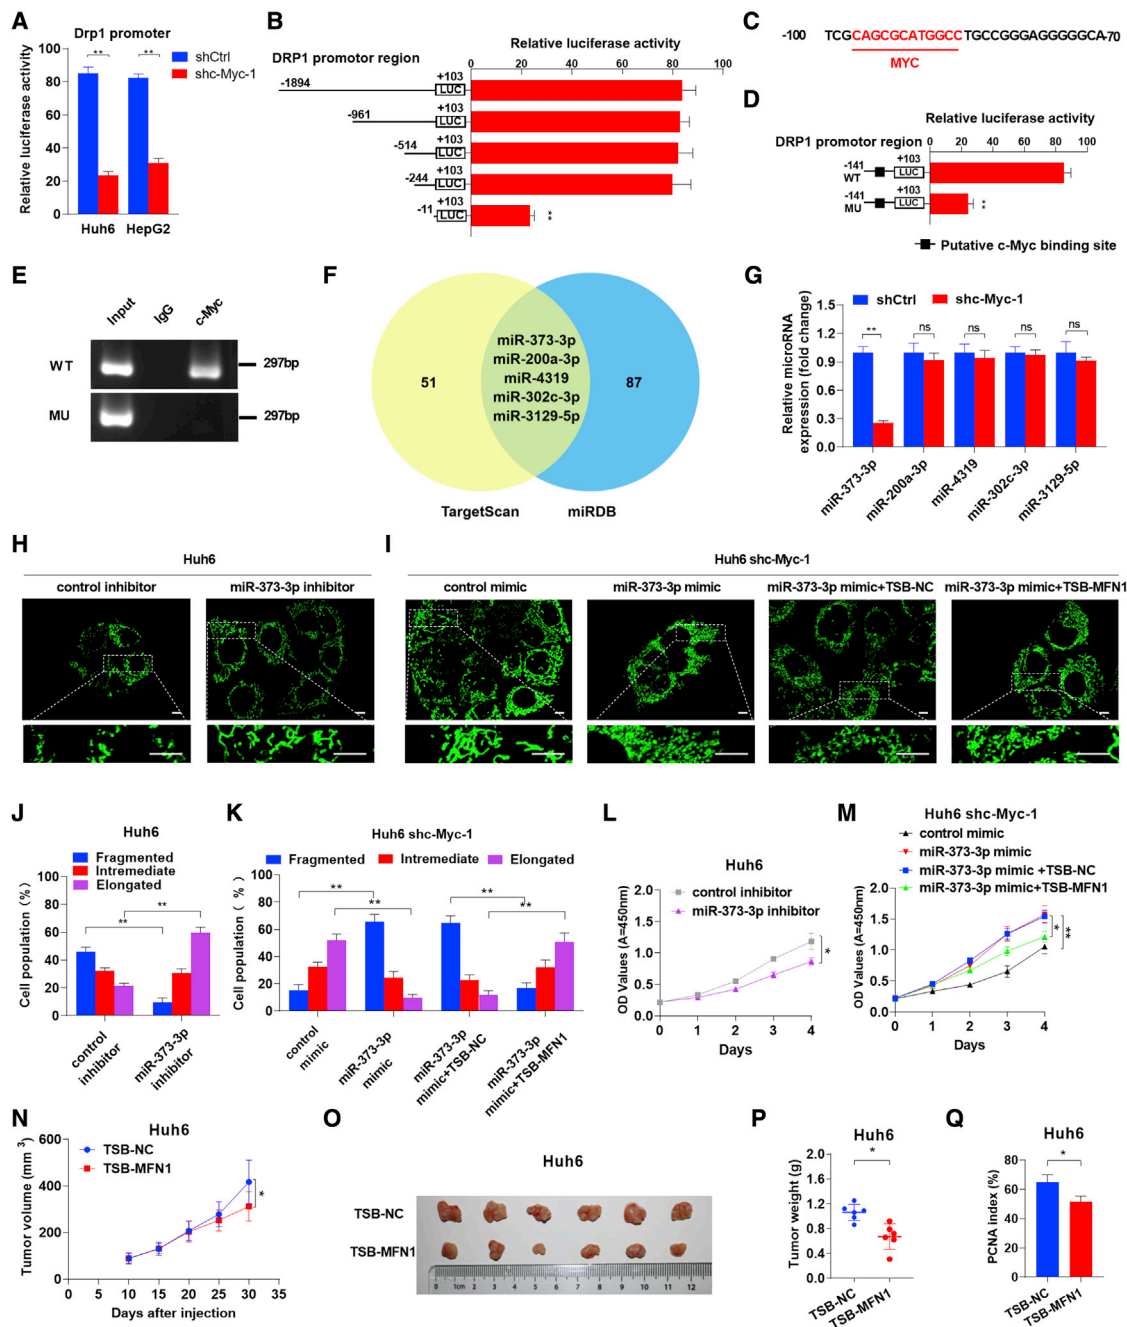 A
Drp1 promoter
Relative luciferase activity
100
80
60
40
20
0
**
**
shCtrl
shc-Myc-1
Huh6
HepG2
B
Relative luciferase activity
DRP1 promotor region
0
20
40
60
80
100
-1894
+103
LUC
-961
+103
LUC
-514
+103
LUC
-244
+103
LUC
-11
+103
LUC
**
C
-100
TCGCAGCGCATGGCCTGCCGGGAGGGGGCA-70
MYC
D
Relative luciferase activity
DRP1 promotor region
0 20 40 60 80 100
-141
WT
+103
LUC
-141
MU
+103
LUC
**
Putative c-Myc binding site
E
Input
IgG
c-Myc
WT
297bp
MU
297bp
F
51
miR-373-3p
miR-200a-3p
miR-4319
miR-302c-3p
miR-3129-5p
87
TargetScan
miRDB
G
shCtrl
shc-Myc-1
Relative microRNA
expression (fold change)
1.5
1.2
0.9
0.6
0.3
0.0
**
ns
ns
ns
ns
miR-373-3p
miR-200a-3p
miR-4319
miR-302c-3p
miR-3129-5p
H
Huh6
control inhibitor
miR-373-3p inhibitor
I
Huh6 shc-Myc-1
control mimic
miR-373-3p mimic
miR-373-3p mimic+TSB-NC
miR-373-3p mimic+TSB-MFN1
J
Huh6
Fragmented
Intremediate
Elongated
Cell population (%)
100
80
60
40
20
0
**
**
control
inhibitor
miR-373-3p
inhibitor
K
Huh6 shc-Myc-1
Fragmented
Intremediate
Elongated
Cell population ( %)
100
80
60
40
20
0
**
**
**
**
control
mimic
miR-373-3p
mimic
miR-373-3p
mimic+TSB-NC
miR-373-3p
mimic+TSB-MFN1
L
Huh6
control inhibitor
miR-373-3p inhibitor
OD Values (A=450nm)
2.0
1.5
1.0
0.5
0.0
*
0 1 2 3 4
Days
M
Huh6 shc-Myc-1
control mimic
miR-373-3p mimic
miR-373-3p mimic +TSB-NC
miR-373-3p mimic+TSB-MFN1
OD Values (A=450nm)
2.0
1.5
1.0
0.5
0.0
*
**
0 1 2 3 4
Days
N
Huh6
TSB-NC
TSB-MFN1
Tumor volume (mm 3)
600
400
200
0
*
0 5 10 15 20 25 30 35
Days after injection
O
Huh6
TSB-NC
TSB-MFN1
0 1cm 2 3 4 5 6 7 8 9 10 11 12
P
Huh6
Tumor weight (g)
2.0
1.6
1.2
0.8
0.4
0.0
*
TSB-NC
TSB-MFN1
Q
Huh6
PCNA index (%)
80
60
40
20
0
*
TSB-NC
TSB-MFN1